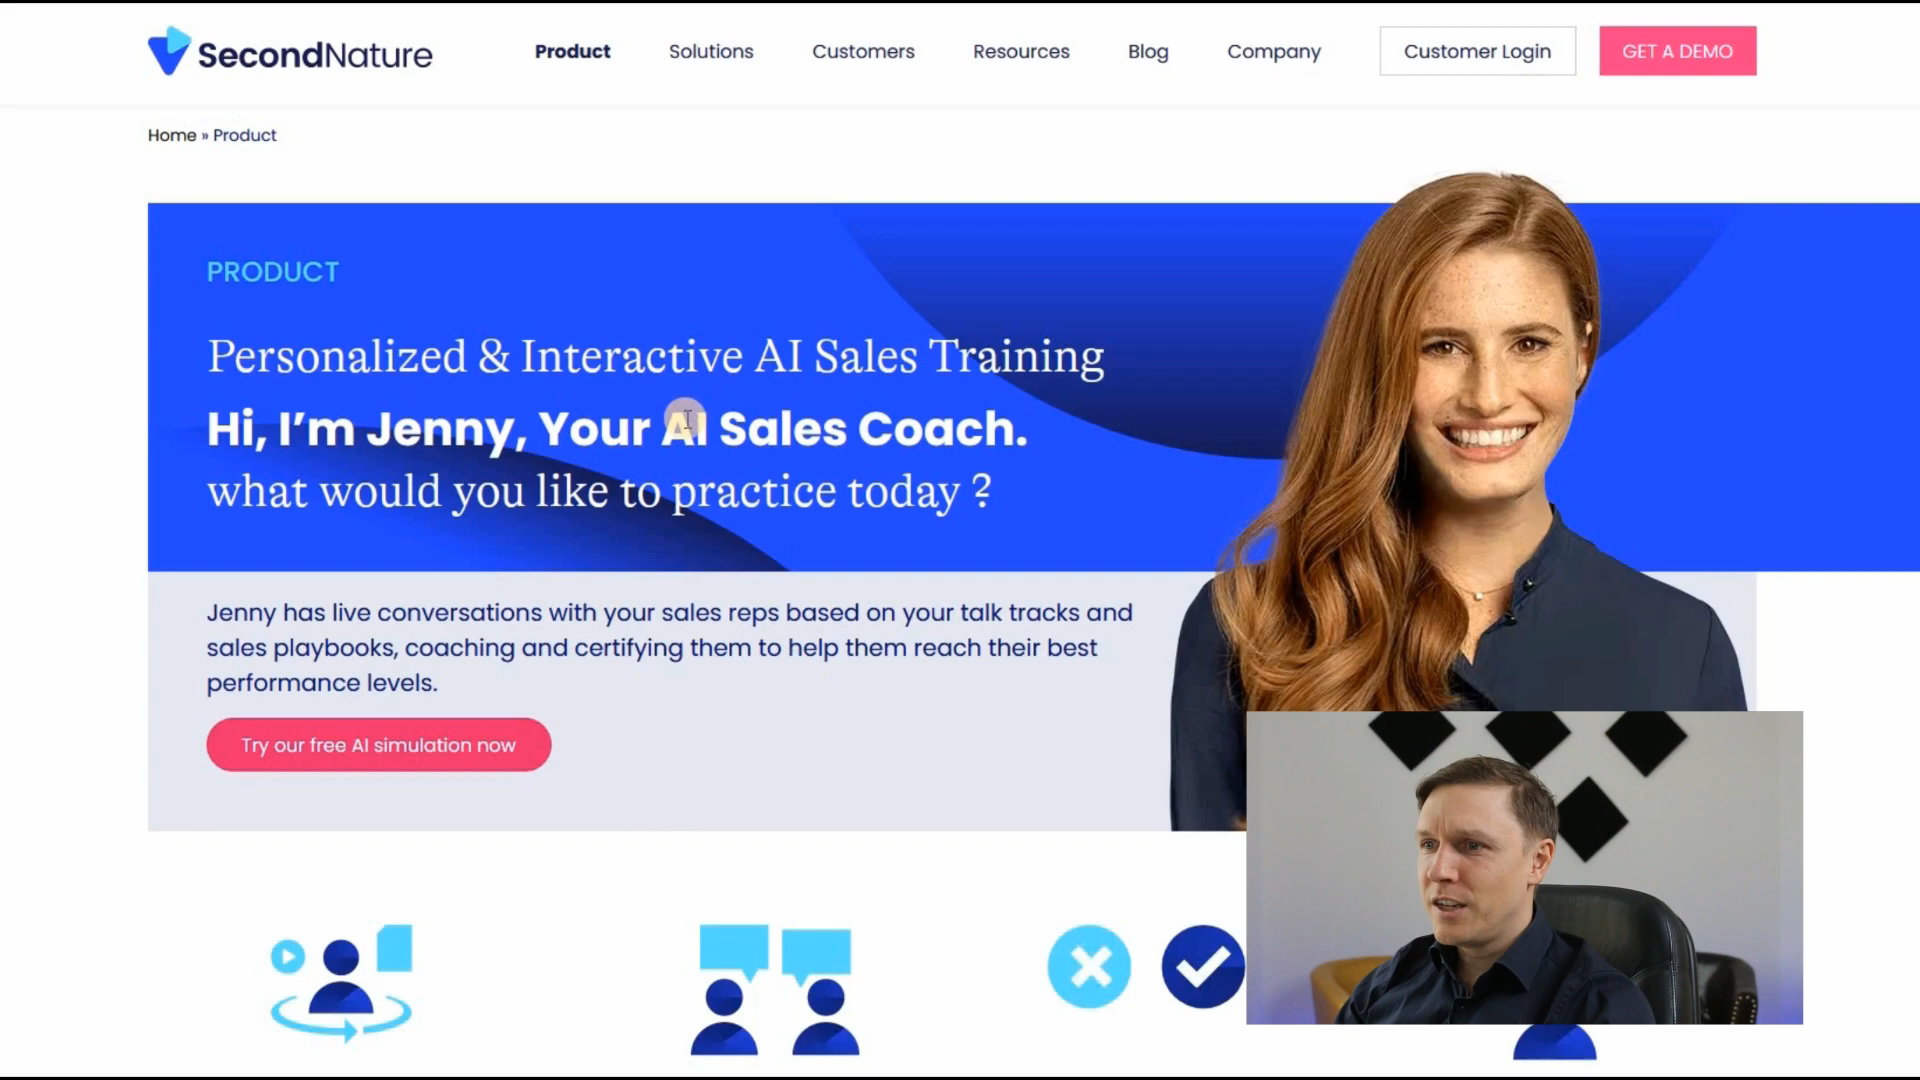 SecondNature
Product
Solutions
Customers
Resources
Blog
Company
Customer Login
GET A DEMO
Home » Product
PRODUCT
Personalized & Interactive AI Sales Training
Hi, I'm Jenny, Your AI Sales Coach.
what would you like to practice today ?
Jenny has live conversations with your sales reps based on your talk tracks and
sales playbooks, coaching and certifying them to help them reach their best
performance levels.
Try our free AI simulation now